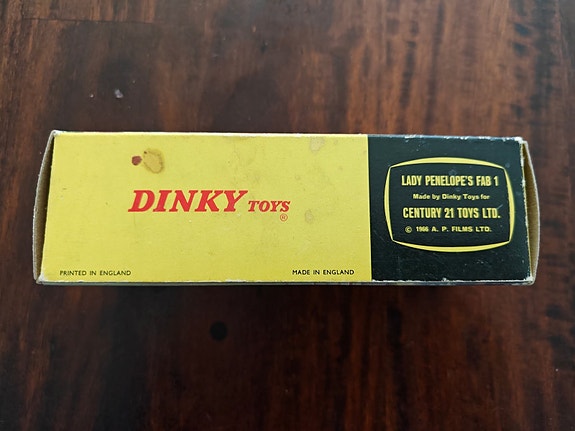 DINKY TOYS®
PRINTED IN ENGLAND
MADE IN ENGLAND
LADY PENELOPE'S FAB 1
Made by Dinky Toys for
CENTURY 21 TOYS LTD.
© 1966 A. P. FILMS LTD.